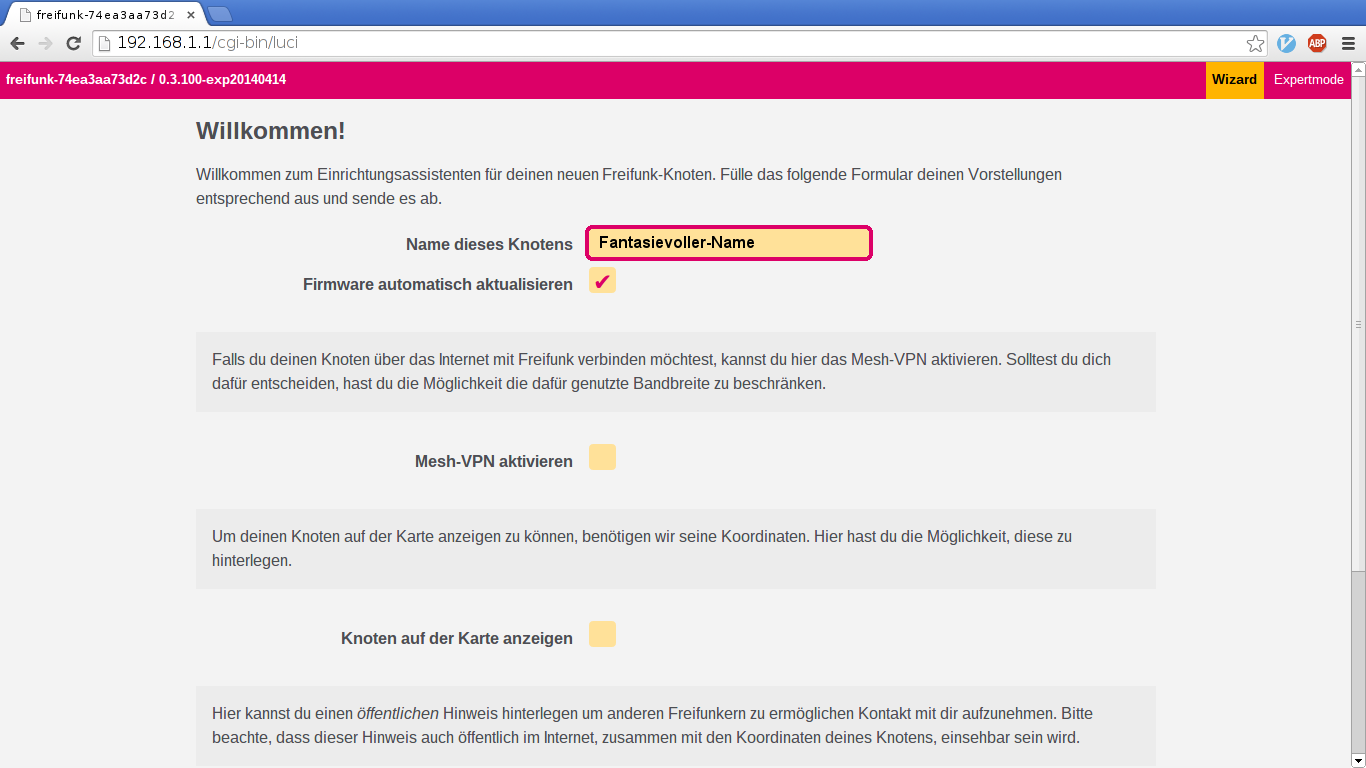 freifunk-74ea3aa73d2
192.168.1.1/cgi-bin/luci
ABP
freifunk-74ea3aa73d2c / 0.3.100-exp20140414
Wizard
Expertmode
Willkommen!
Willkommen zum Einrichtungsassistenten für deinen neuen Freifunk-Knoten. Fülle das folgende Formular deinen Vorstellungen
entsprechend aus und sende es ab.
Name dieses Knotens
Fantasievoller-Name
Firmware automatisch aktualisieren
Falls du deinen Knoten über das Internet mit Freifunk verbinden möchtest, kannst du hier das Mesh-VPN aktivieren. Solltest du dich
dafür entscheiden, hast du die Möglichkeit die dafür genutzte Bandbreite zu beschränken.
Mesh-VPN aktivieren
Um deinen Knoten auf der Karte anzeigen zu können, benötigen wir seine Koordinaten. Hier hast du die Möglichkeit, diese zu
hinterlegen.
Knoten auf der Karte anzeigen
Hier kannst du einen öffentlichen Hinweis hinterlegen um anderen Freifunkern zu ermöglichen Kontakt mit dir aufzunehmen. Bitte
beachte, dass dieser Hinweis auch öffentlich im Internet, zusammen mit den Koordinaten deines Knotens, einsehbar sein wird.